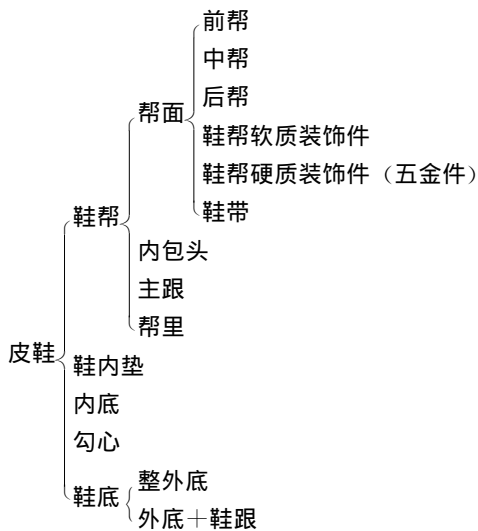 前帮
中帮
后帮
帮面
鞋帮软质装饰件
鞋帮硬质装饰件（五金件）
鞋带
鞋帮
内包头
主跟
帮里
皮鞋
鞋内垫
内底
勾心
整外底
鞋底
外底＋鞋跟